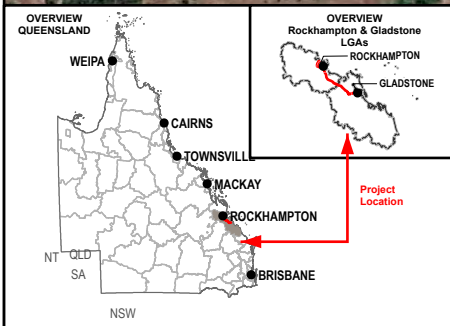 OVERVIEW
QUEENSLAND
WEIPA
CAIRNS
TOWNSVILLE
MACKAY
ROCKHAMPTON
BRISBANE
NT
QLD
SA
NSW
OVERVIEW
Rockhampton & Gladstone
LGAs
ROCKHAMPTON
GLADSTONE
Project
Location